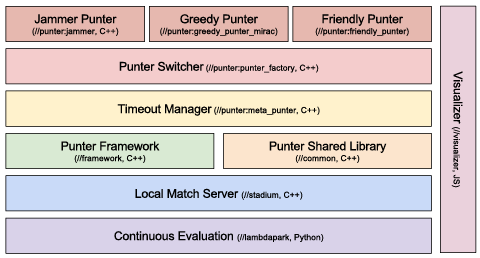 Jammer Punter
(//punter:jammer, C++)
Greedy Punter
(//punter:greedy_punter_mirac)
Friendly Punter
(//punter:friendly_punter)
Punter Switcher (//punter:punter_factory, C++)
Timeout Manager (//punter:meta_punter, C++)
Punter Framework
(//framework, C++)
Punter Shared Library
(//common, C++)
Local Match Server (//stadium, C++)
Continuous Evaluation (//lambdapark, Python)
Visualizer (//visualizer, JS)